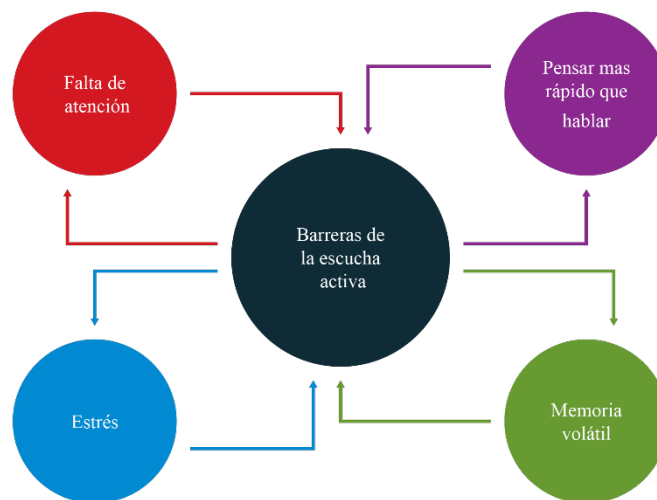 Falta de
atención
Pensar mas
rápido que
hablar
Barreras de
la escucha
activa
Estrés
Memoria
volátil